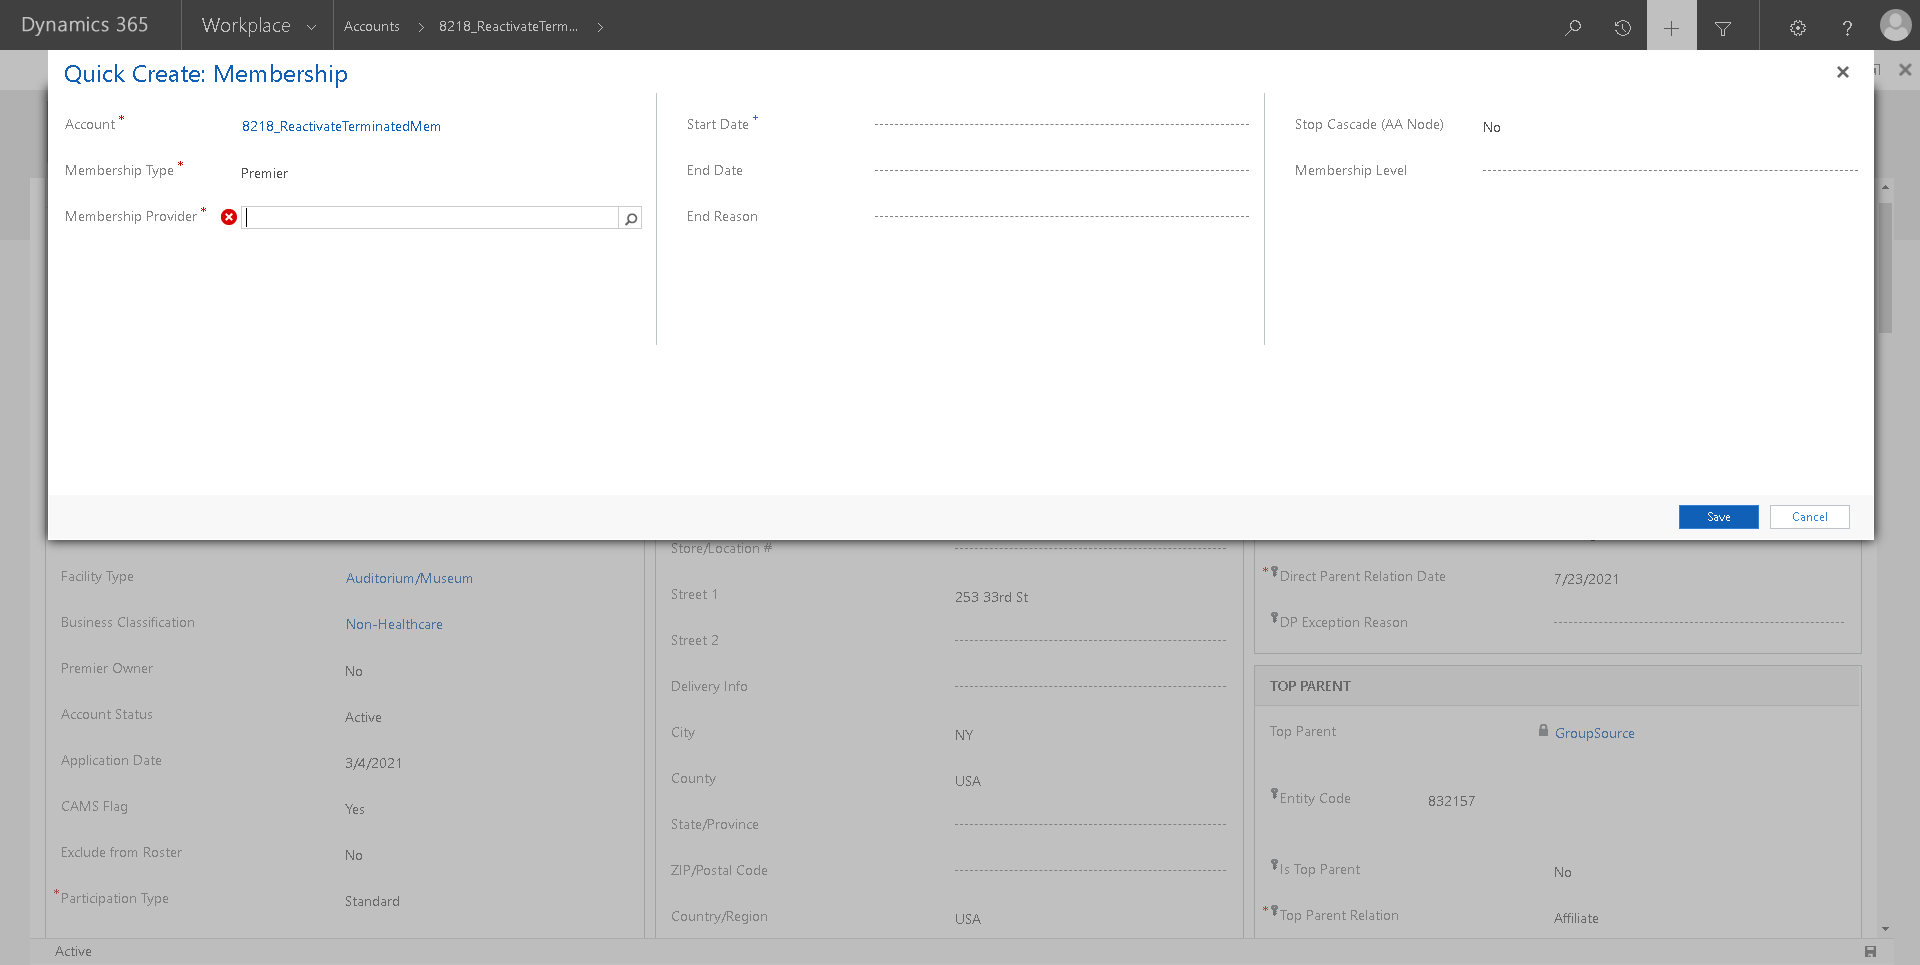 Dynamics 365
Workplace
Accounts
8218_ReactivateTerm...
Quick Create: Membership
Account *
8218_ReactivateTerminatedMem
Membership Type *
Premier
Membership Provider *
Start Date +
End Date
End Reason
Stop Cascade (AA Node)
No
Membership Level
Save
Cancel
Facility Type
Auditorium/Museum
Business Classification
Non-Healthcare
Premier Owner
No
Account Status
Active
Application Date
3/4/2021
CAMS Flag
Yes
Exclude from Roster
No
* Participation Type
Standard
Store/Location #
Street 1
253 33rd St
Street 2
Delivery Info
City
NY
County
USA
State/Province
ZIP/Postal Code
Country/Region
USA
* Direct Parent Relation Date
7/23/2021
DP Exception Reason
TOP PARENT
Top Parent
GroupSource
Entity Code
832157
Is Top Parent
No
* Top Parent Relation
Affiliate
Active